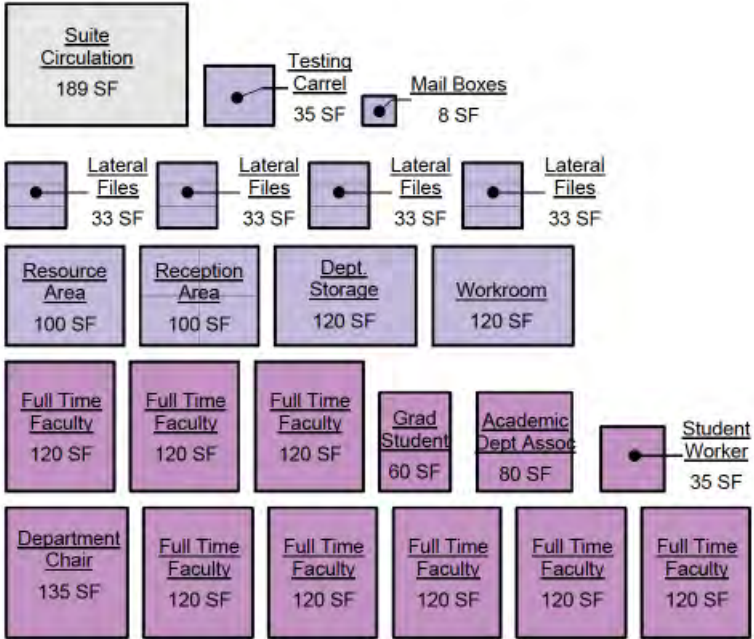 Suite
Circulation
189 SF
Testing
Carrel
35 SF
Mail Boxes
8 SF
Lateral
Files
33 SF
Lateral
Files
33 SF
Lateral
Files
33 SF
Lateral
Files
33 SF
Resource
Area
100 SF
Reception
Area
100 SF
Dept.
Storage
120 SF
Workroom
120 SF
Full Time
Faculty
120 SF
Full Time
Faculty
120 SF
Full Time
Faculty
120 SF
Grad
Student
60 SF
Academic
Dept Assoc
80 SF
Student
Worker
35 SF
Department
Chair
135 SF
Full Time
Faculty
120 SF
Full Time
Faculty
120 SF
Full Time
Faculty
120 SF
Full Time
Faculty
120 SF
Full Time
Faculty
120 SF